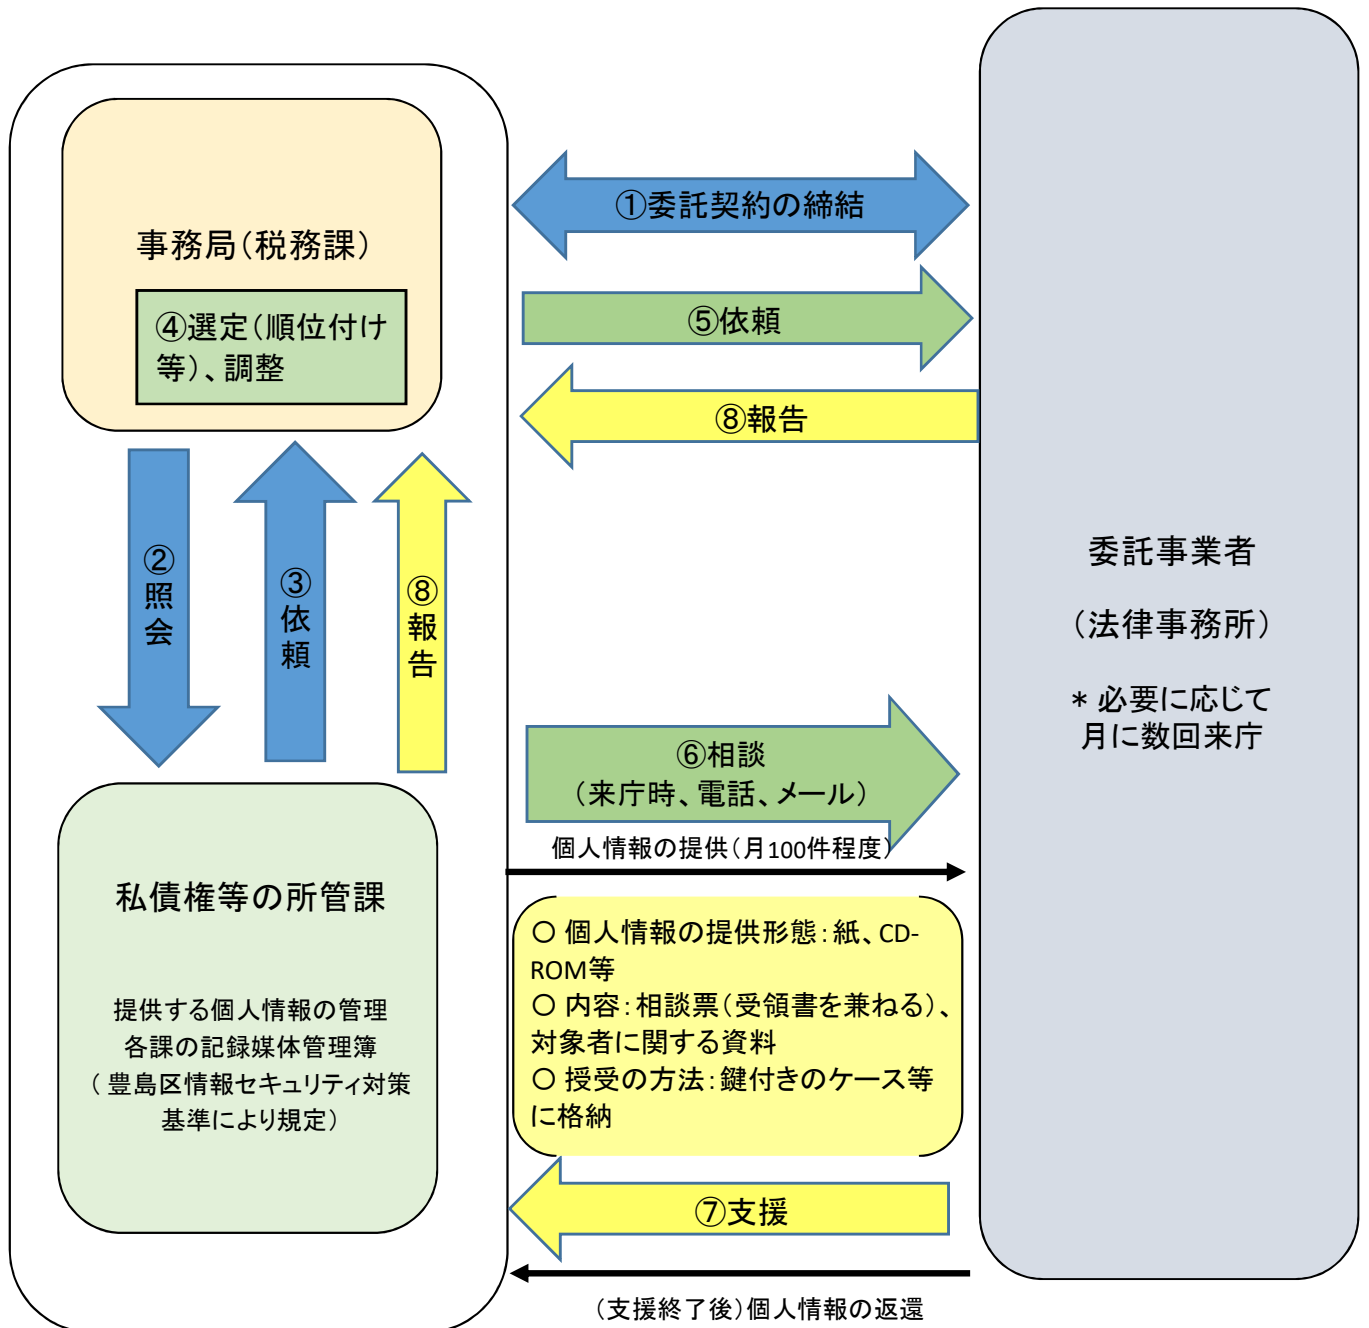 事務局（税務課）
④選定（順位付け
等）、調整
①委託契約の締結
⑤依頼
⑧報告
②照会
③依頼
⑧報告
委託事業者
（法律事務所）
* 必要に応じて
月に数回来庁
⑥相談
（来庁時、電話、メール）
個人情報の提供（月100件程度）
私債権等の所管課
提供する個人情報の管理
各課の記録媒体管理簿
（ 豊島区情報セキュリティ対策
基準により規定）
〇 個人情報の提供形態：紙、CD-
ROM等
〇 内容：相談票（受領書を兼ねる）、
対象者に関する資料
〇 授受の方法：鍵付きのケース等
に格納
⑦支援
（支援終了後）個人情報の返還